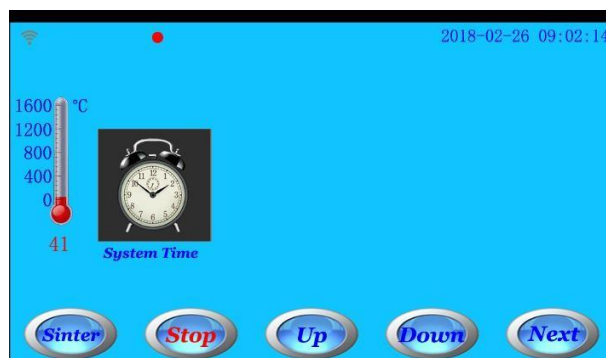 2018-02-26 09:02:14
1600 ℃
1200
800
400
0
41
System Time
Sinter
Stop
Up
Down
Next